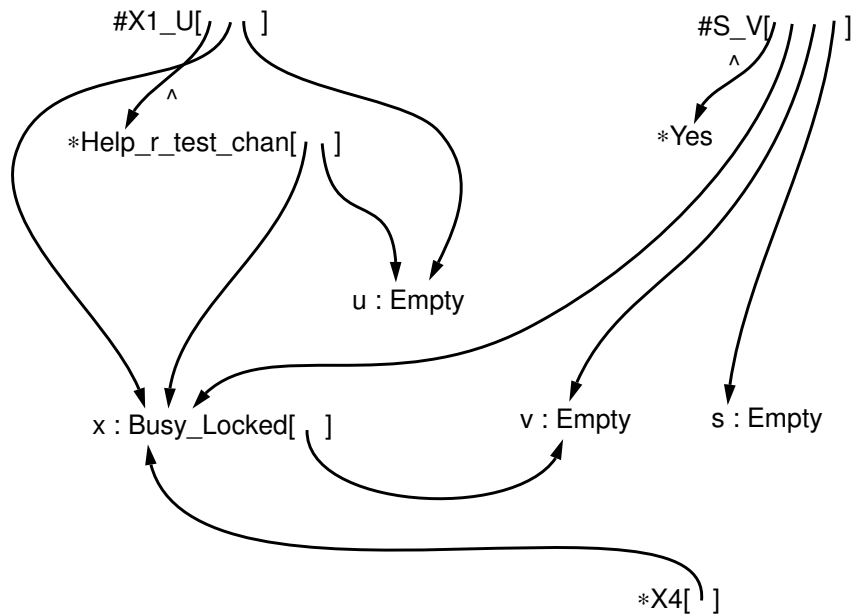 #X1_U[ ]
#S_V[ ]
^
^
*Help_r_test_chan[ ]
*Yes
u : Empty
x : Busy_Locked[ ]
v : Empty
s : Empty
*X4[ ]